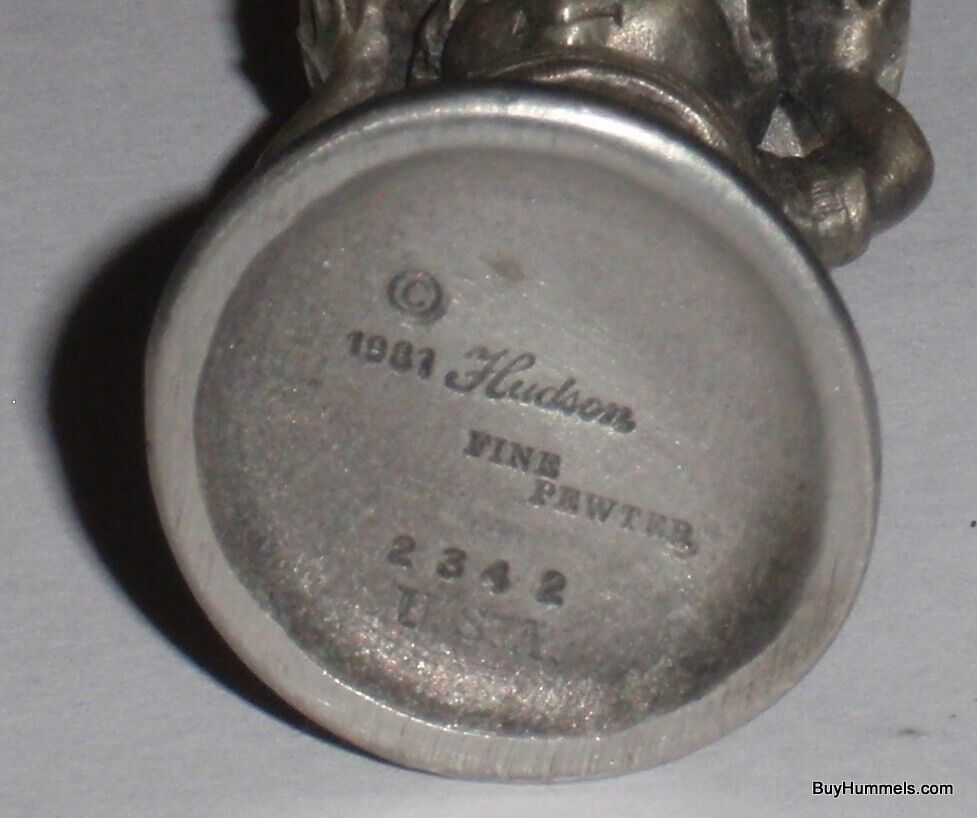 ©
1981 Hudson
FINE
PEWTER
2342
U.S.A.
BuyHummels.com